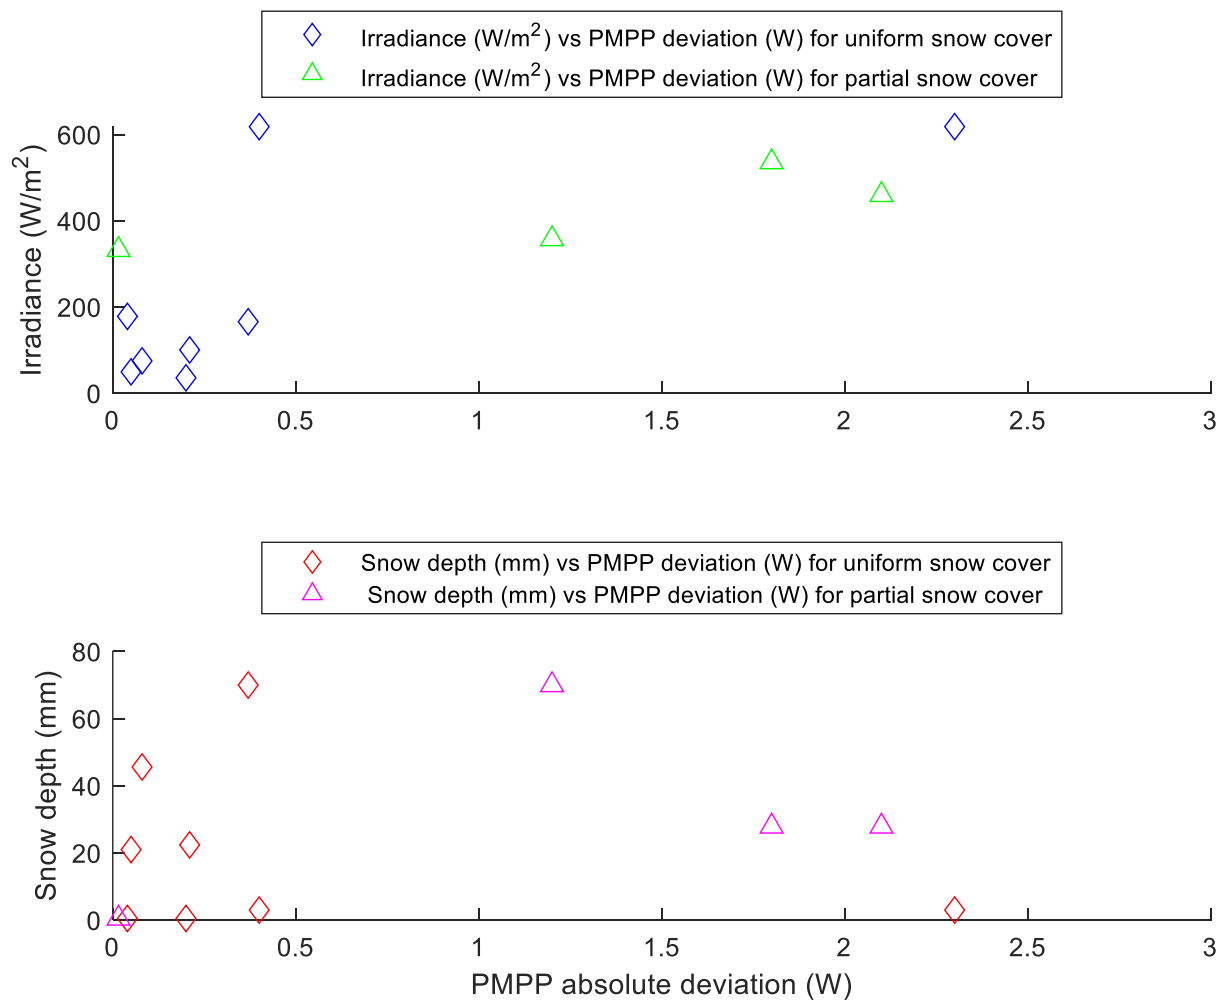 Irradiance (W/m²) vs PMPP deviation (W) for uniform snow cover
Irradiance (W/m²) vs PMPP deviation (W) for partial snow cover
Irradiance (W/m²)
600
400
200
0
0 0.5 1 1.5 2 2.5 3
Snow depth (mm) vs PMPP deviation (W) for uniform snow cover
Snow depth (mm) vs PMPP deviation (W) for partial snow cover
Snow depth (mm)
80
60
40
20
0
0 0.5 1 1.5 2 2.5 3
PMPP absolute deviation (W)